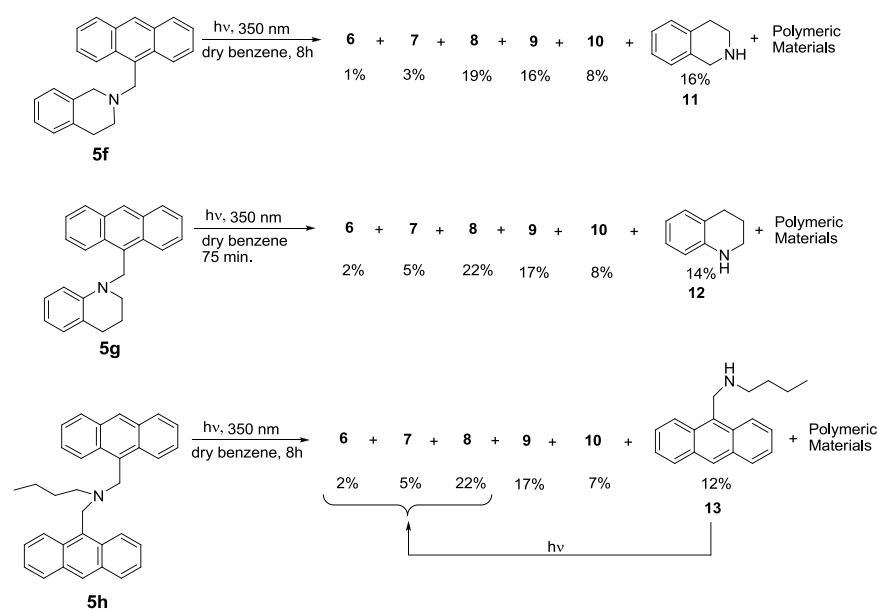 hν, 350 nm
dry benzene, 8h
N
5f
6 + 7 + 8 + 9 + 10 + NH + Polymeric Materials
1% 3% 19% 16% 8% 16%
11
hν, 350 nm
dry benzene
75 min.
N
5g
6 + 7 + 8 + 9 + 10 + N H + Polymeric Materials
2% 5% 22% 17% 8% 14%
12
hν, 350 nm
dry benzene, 8h
N
5h
H
N
6 + 7 + 8 + 9 + 10 + + Polymeric Materials
2% 5% 22% 17% 7% 12%
13
hν